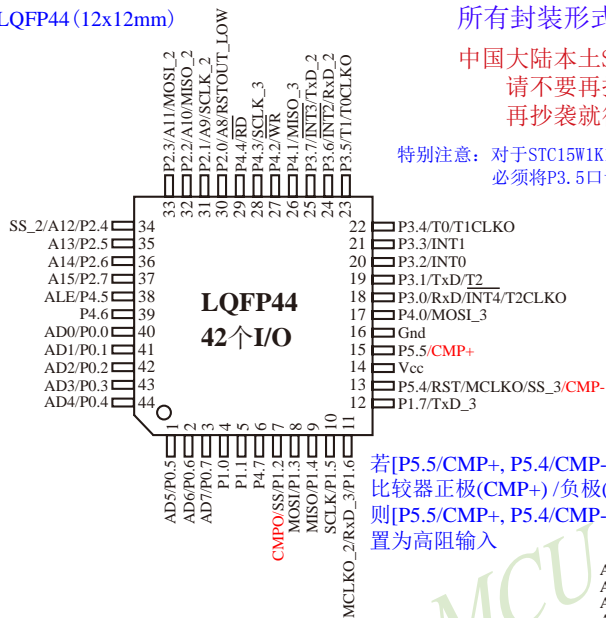 LQFP44(12x12mm)
所有封装形式
中国大陆本土S
请不要再
再抄袭就
特别注意：对于STC15W1K
必须将P3.5口
P2.3/A11/MOSI_2
P2.2/A10/MISO_2
P2.1/A9/SCLK_2
P2.0/A8/RSTOUT_LOW
P4.4/RD
P4.3/SCLK_3
P4.2/WR
P4.1/MISO_3
P3.7/INT3/TxD_2
P3.6/INT2/RxD_2
P3.5/T1/T0CLKO
33 32 31 30 29 28 27 26 25 24 23
SS_2/A12/P2.4 34
A13/P2.5 35
A14/P2.6 36
A15/P2.7 37
ALE/P4.5 38
P4.6 39
AD0/P0.0 40
AD1/P0.1 41
AD2/P0.2 42
AD3/P0.3 43
AD4/P0.4 44
LQFP44
42个I/O
22 P3.4/T0/T1CLKO
21 P3.3/INT1
20 P3.2/INT0
19 P3.1/TxD/T2
18 P3.0/RxD/INT4/T2CLKO
17 P4.0/MOSI_3
16 Gnd
15 P5.5/CMP+
14 Vcc
13 P5.4/RST/MCLKO/SS_3/CMP-
12 P1.7/TxD_3
1 2 3 4 5 6 7 8 9 10 11
AD5/P0.5
AD6/P0.6
AD7/P0.7
P1.0
P1.1
P4.7
CMPO/SS/P1.2
MOSI/P1.3
MISO/P1.4
SCLK/P1.5
MCLKO_2/RxD_3/P1.6
若[P5.5/CMP+, P5.4/CMP-
比较器正极(CMP+) /负极(
则[P5.5/CMP+, P5.4/CMP-
置为高阻输入
MCU